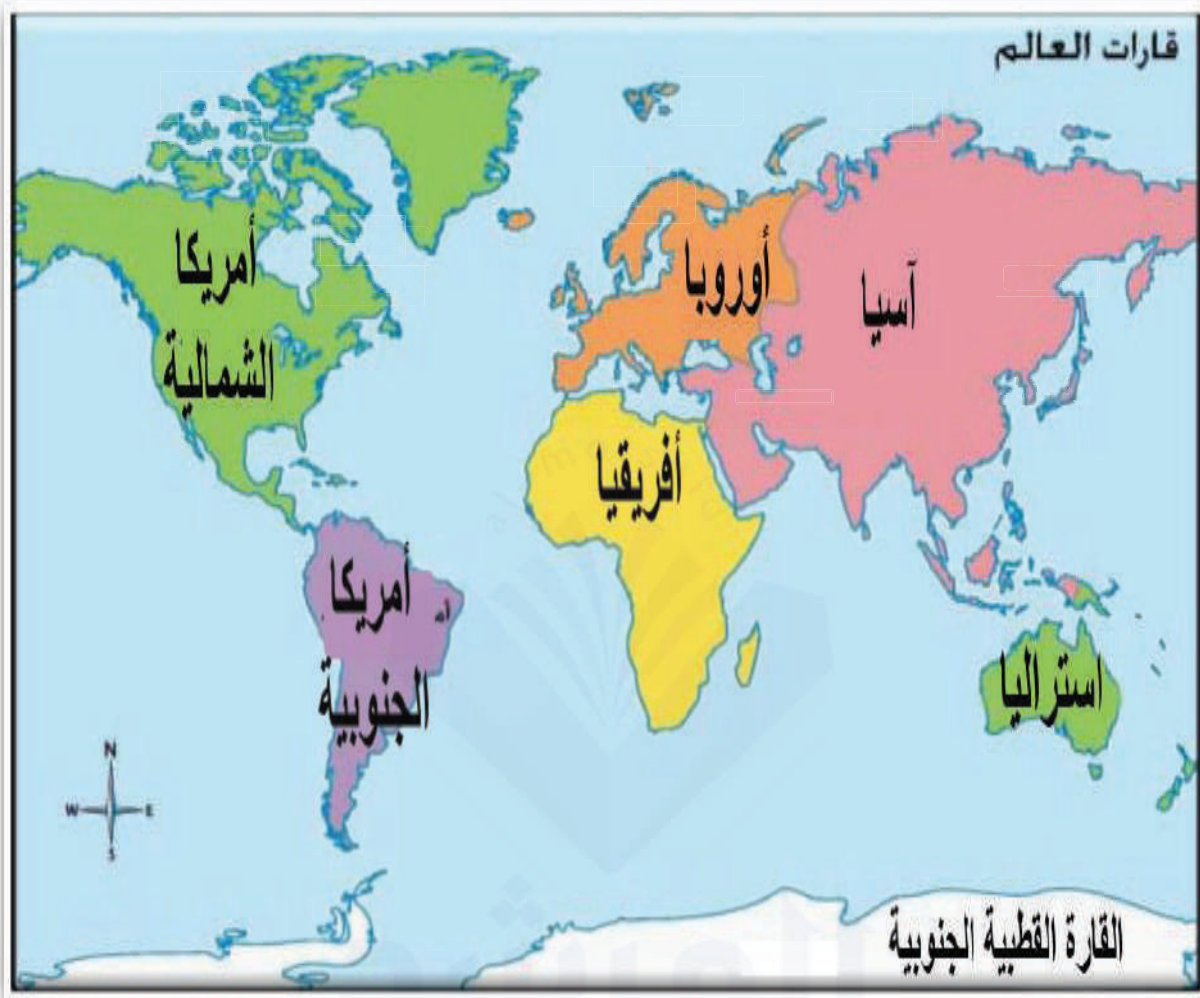 قارات العالم
أمريكا
الشمالية
أوروبا
آسيا
أفريقيا
أمريكا
الجنوبية
استراليا
N
W E
S
القارة القطبية الجنوبية